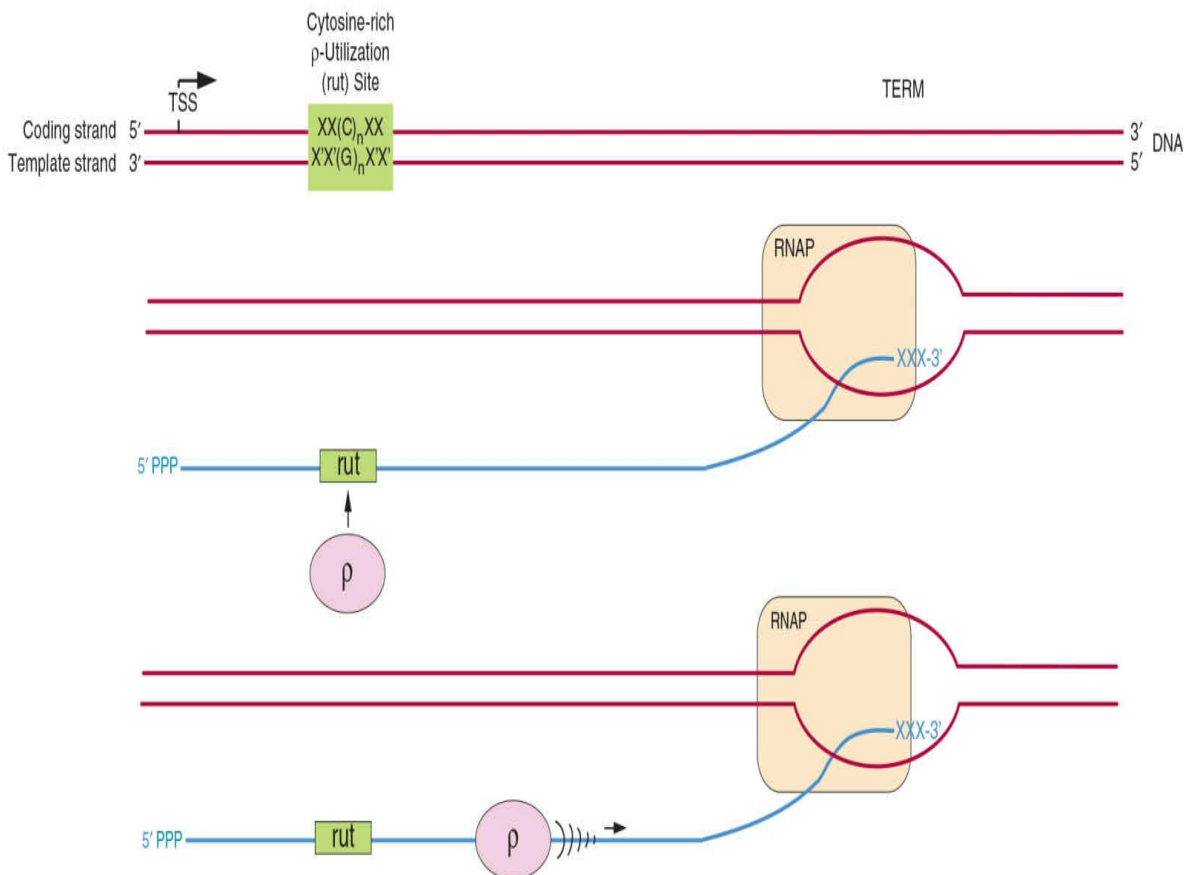 Cytosine-rich
ρ-Utilization
(rut) Site
TERM
TSS
Coding strand 5′ XX(C)nXX 3′
DNA
Template strand 3′ X'X'(G)nX'X' 5′
RNAP
XXX-3'
5′ PPP rut
ρ
RNAP
XXX-3'
5′ PPP rut ρ